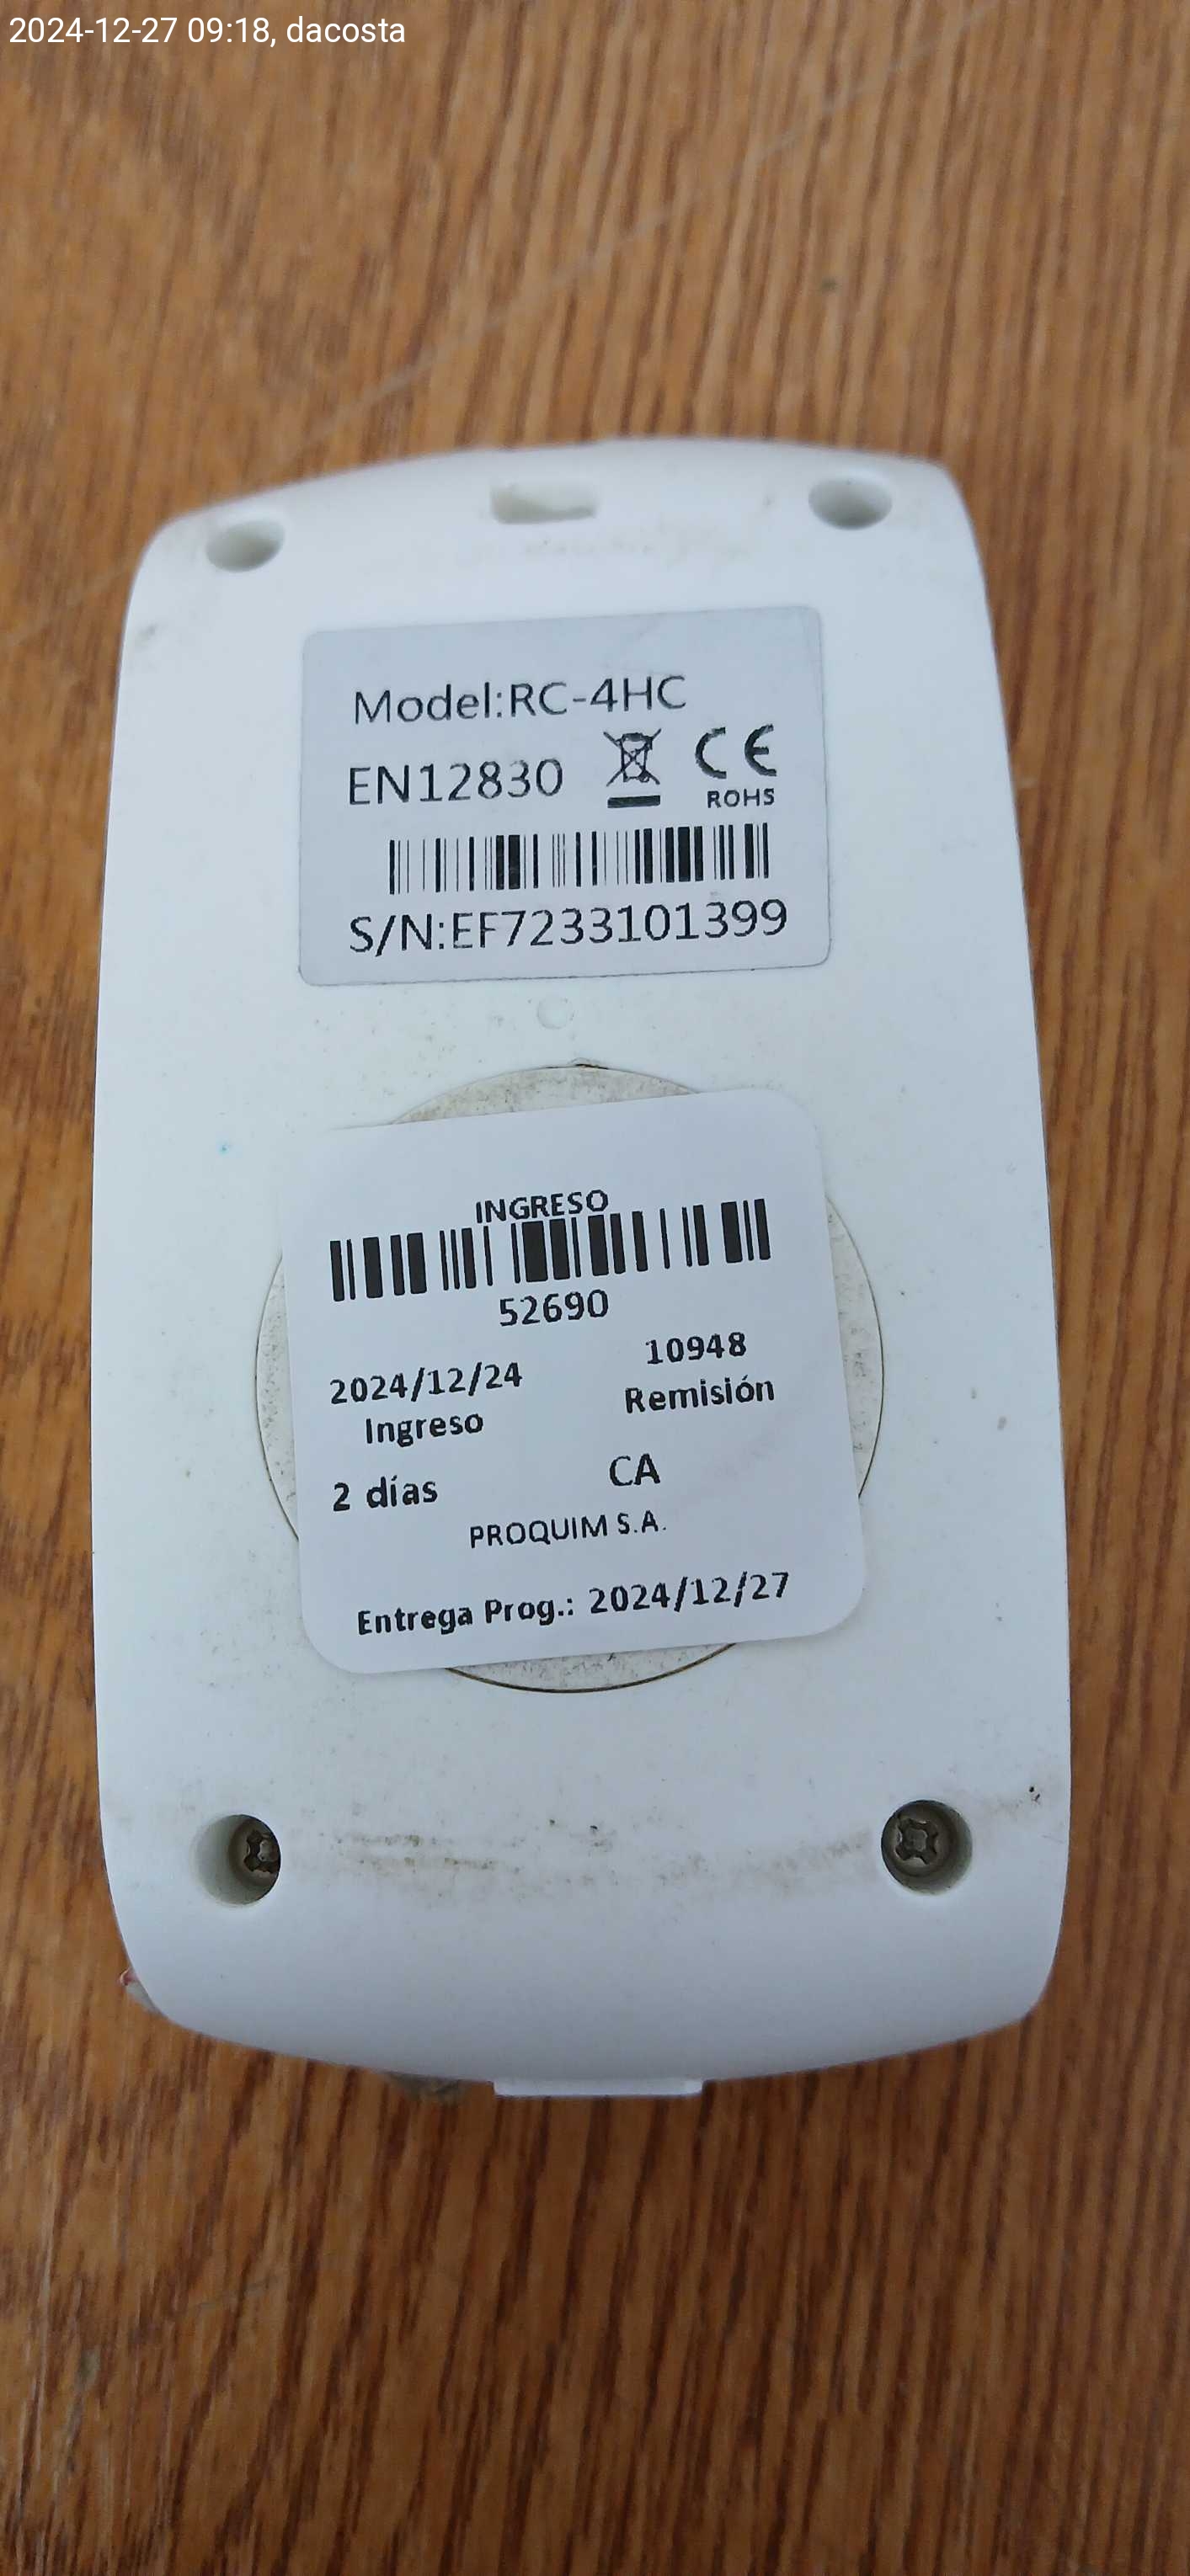 2024-12-27 09:18, dacosta
Model:RC-4HC
EN12830 CE
ROHS
S/N:EF7233101399
INGRESO
52690
2024/12/24 10948
Ingreso Remisión
2 días CA
PROQUIM S.A.
Entrega Prog.: 2024/12/27